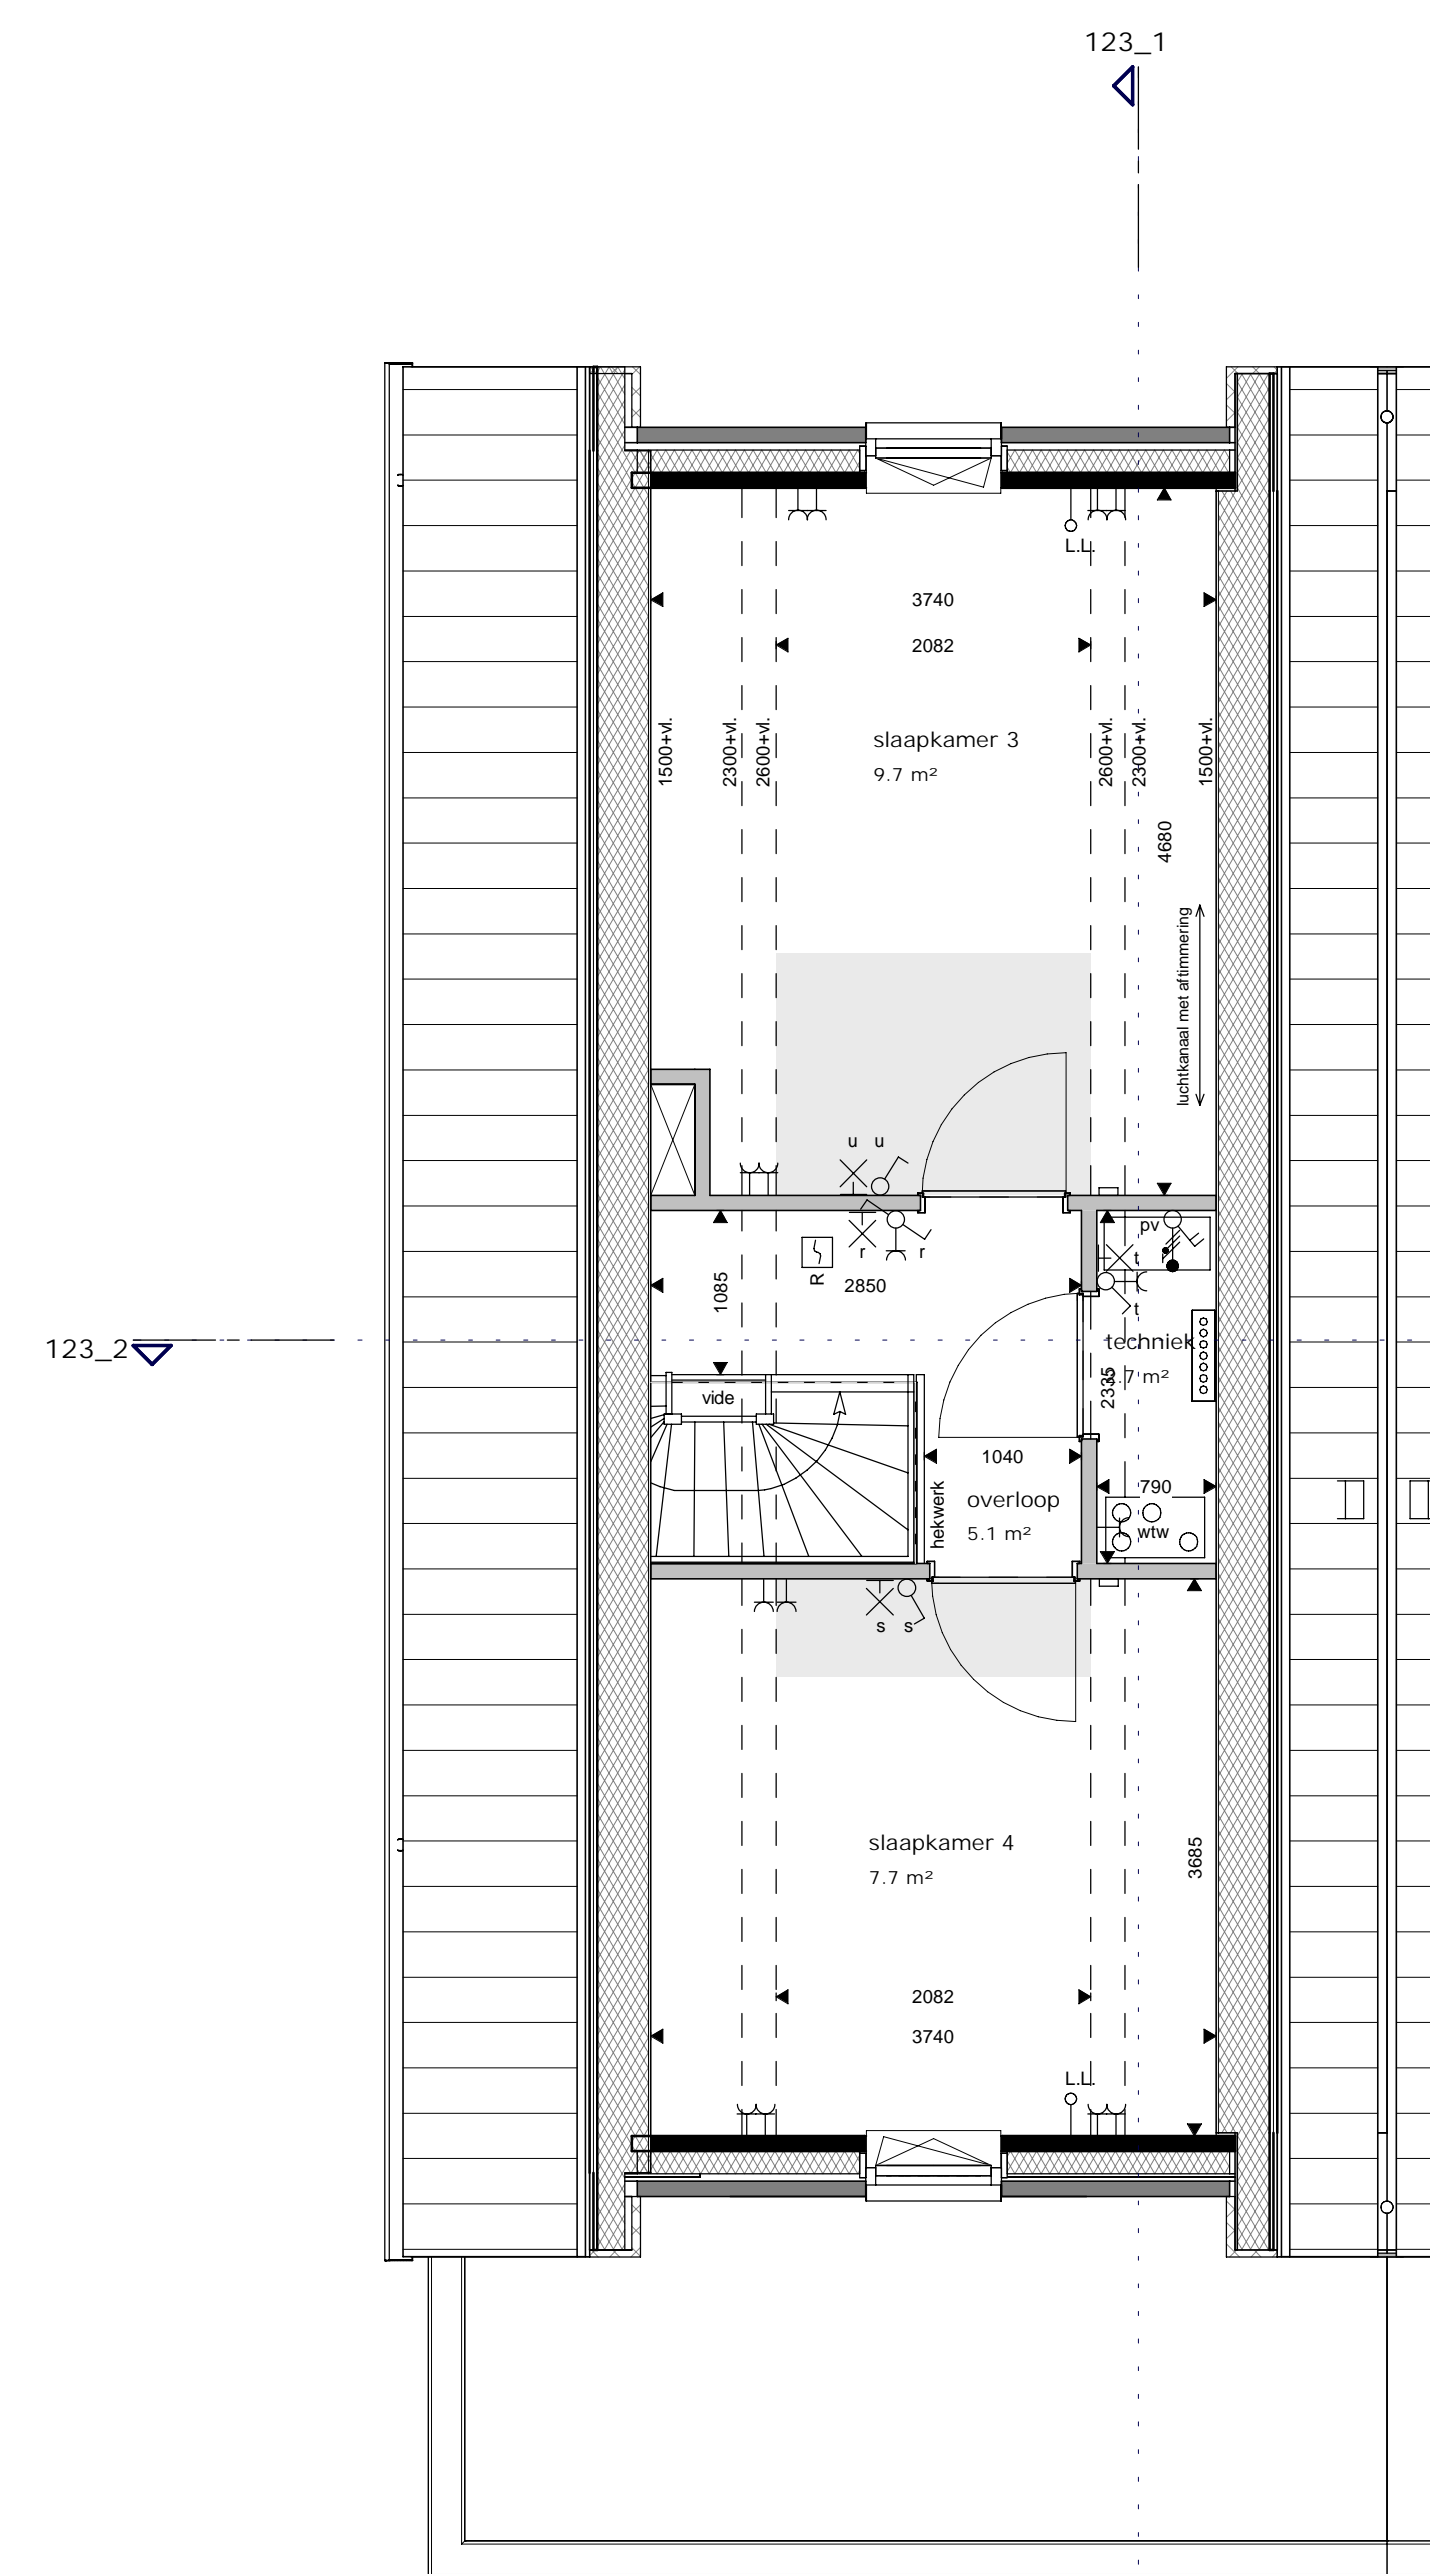 123_1
L.L.
3740
2082
1500+vl.
2300+vl.
2600+vl.
slaapkamer 3
9.7 m²
2600+vl.
2300+vl.
1500+vl.
4680
luchtkanaal met aftimmering
u u
r r
R
2850
1085
pv
t
t
123_2
techniek
.7 m²
2335
vide
1040
790
hekwerk
overloop
5.1 m²
wtw
s s
slaapkamer 4
7.7 m²
3685
2082
3740
L.L.